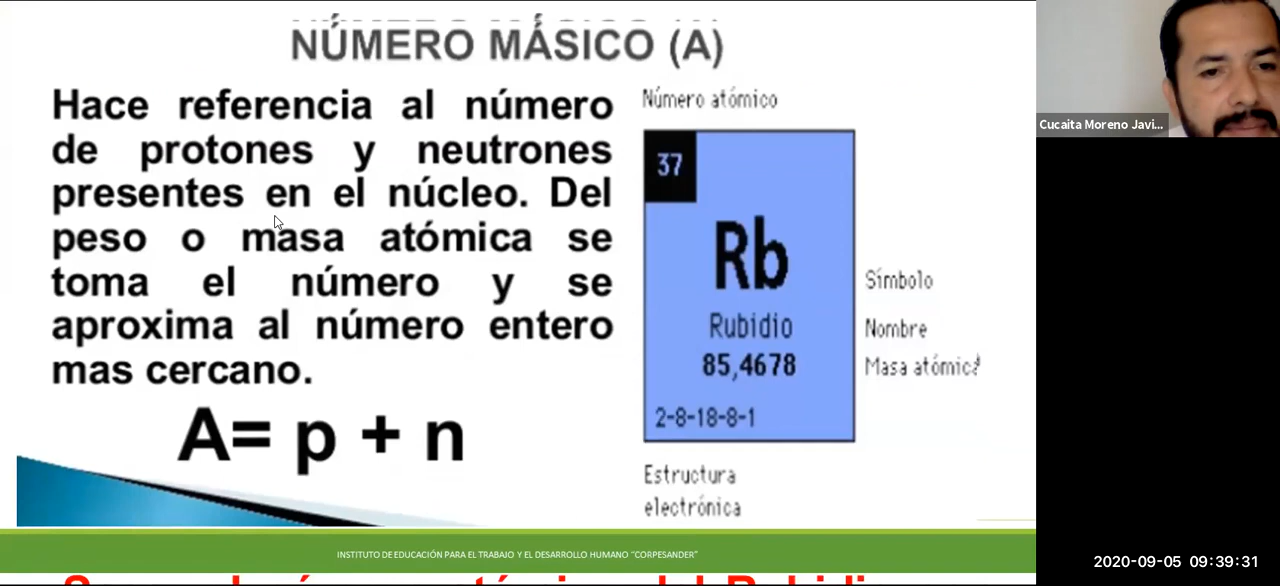 NÚMERO MÁSICO (A)
Hace referencia al número
de protones y neutrones
presentes en el núcleo. Del
peso o masa atómica se
toma el número y se
aproxima al número entero
mas cercano.
A= p + n
Número atómico
37
Rb
Rubidio
85,4678
2-8-18-8-1
Símbolo
Nombre
Masa atómica
Estructura
electrónica
INSTITUTO DE EDUCACIÓN PARA EL TRABAJO Y EL DESARROLLO HUMANO "CORPESANDER"
Cucaita Moreno Javi...
2020-09-05 09:39:31